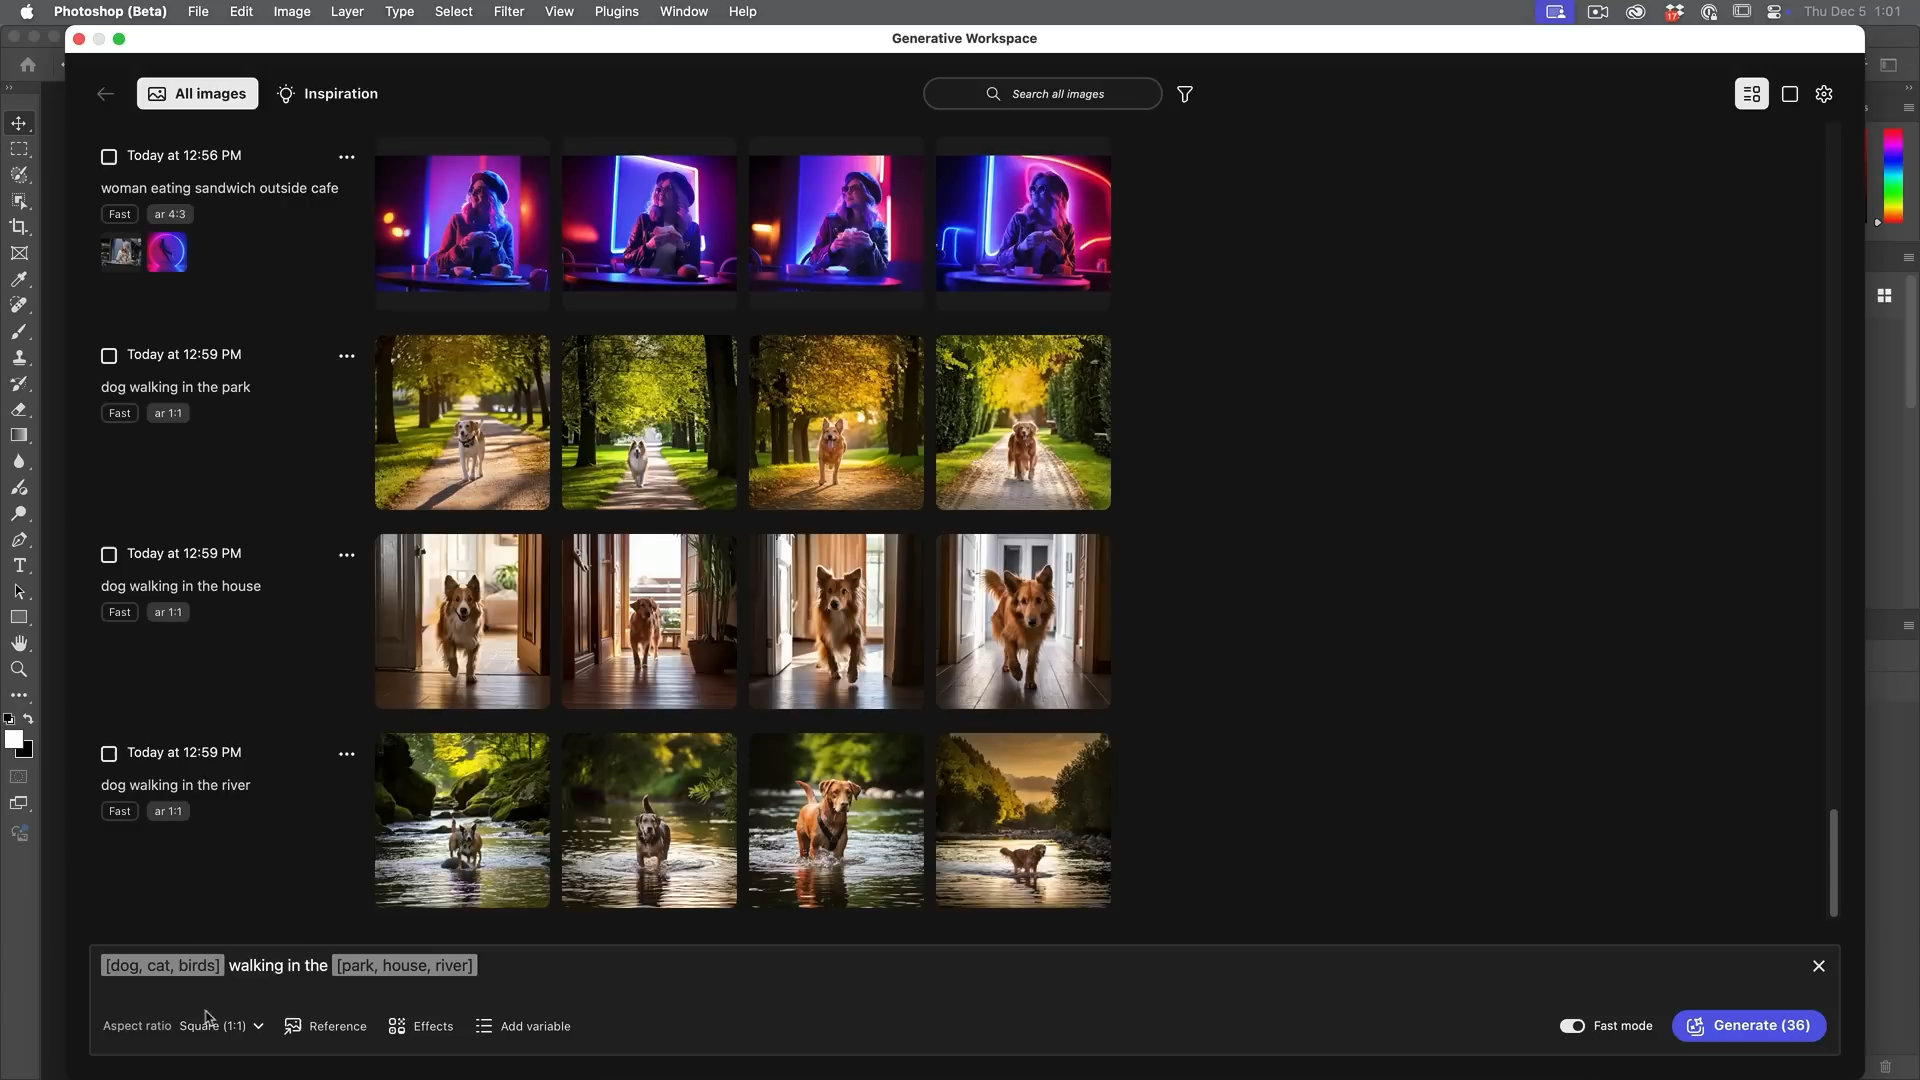 Photoshop (Beta) File Edit Image Layer Type Select Filter View Plugins Window Help 17 Thu Dec 5 1:01
Generative Workspace
All images Inspiration Search all images
Today at 12:56 PM
woman eating sandwich outside cafe
Fast ar 4:3
Today at 12:59 PM
dog walking in the park
Fast ar 1:1
Today at 12:59 PM
dog walking in the house
Fast ar 1:1
Today at 12:59 PM
dog walking in the river
Fast ar 1:1
[dog, cat, birds] walking in the [park, house, river]
Aspect ratio Square (1:1) Reference Effects Add variable Fast mode Generate (36)